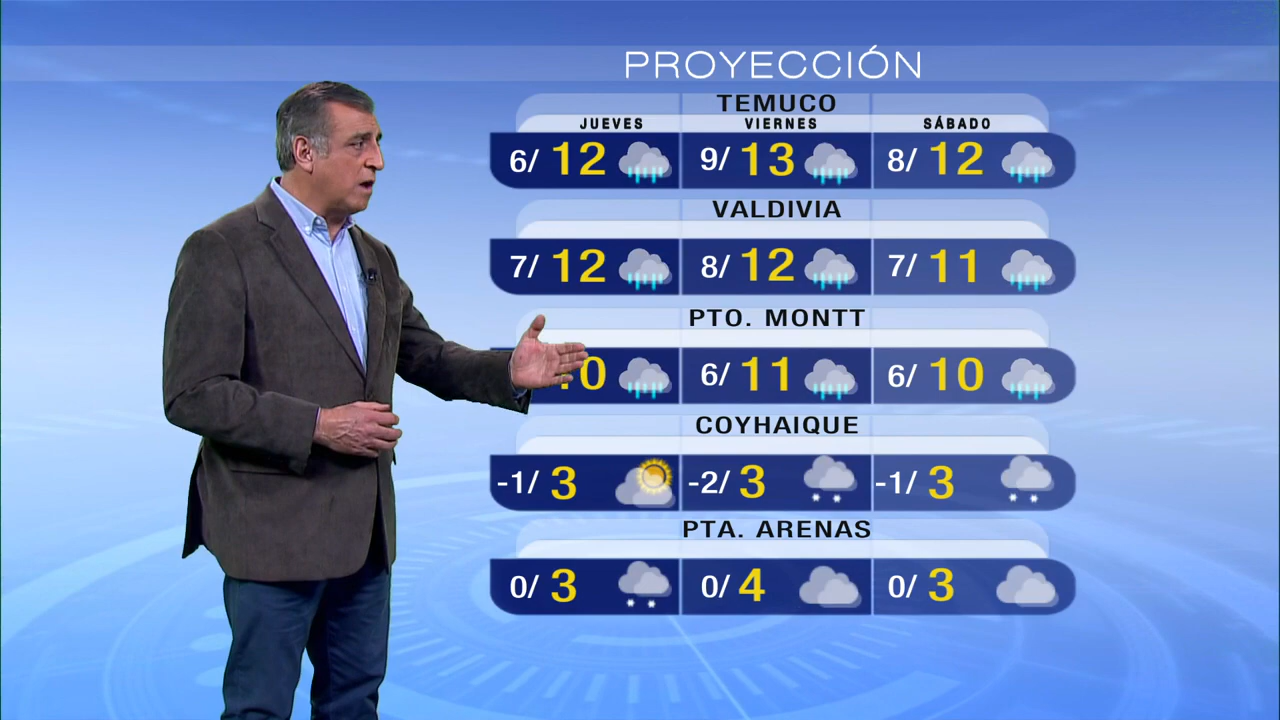 PROYECCIÓN
TEMUCO
JUEVES VIERNES SÁBADO
6/ 12 9/ 13 8/ 12
VALDIVIA
7/ 12 8/ 12 7/ 11
PTO. MONTT
6/ 11 6/ 10
COYHAIQUE
-1/ 3 -2/ 3 -1/ 3
PTA. ARENAS
0/ 3 0/ 4 0/ 3